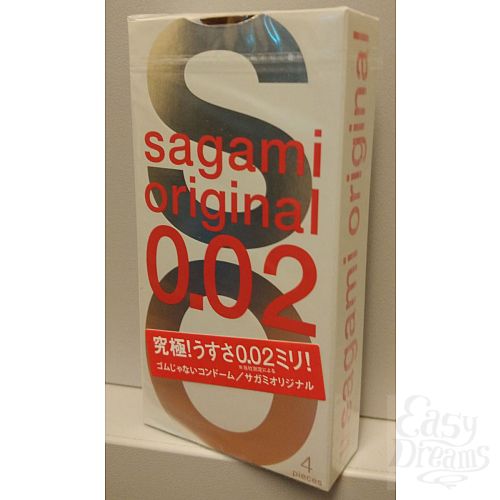 SO
sagami
original
0.02
究極!うすさ0.02ミリ!
ゴムじゃないコンドーム/サガミオリジナル
4
pieces
sagami original
Easy
Dreams